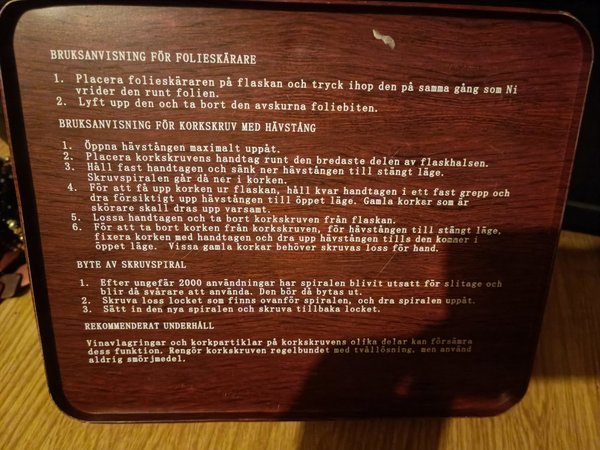 BRUKSANVISNING FÖR FOLIESKÄRARE
1. Placera folieskäraren på flaskan och tryck ihop den på samma gång som Ni
vrider den runt folien.
2. Lyft upp den och ta bort den avskurna foliebiten.
BRUKSANVISNING FÖR KORKSKRUV MED HÄVSTÅNG
1. Öppna hävstången maximalt uppåt.
2. Placera korkskruvens handtag runt den bredaste delen av flaskhalsen.
3. Håll fast handtagen och sänk ner hävstången till stängt läge.
Skruvspiralen går då ner i korken.
4. För att få upp korken ur flaskan, håll kvar handtagen i ett fast grepp och
dra försiktigt upp hävstången till öppet läge. Gamla korkar som är
skörare skall dras upp varsamt.
5. Lossa handtagen och ta bort korkskruven från flaskan.
6. För att ta bort korken från korkskruven, för hävstången till stängt läge,
fixera korken med handtagen och dra upp hävstången tills den kommer i
öppet läge. Vissa gamla korkar behöver skruvas loss för hand.
BYTE AV SKRUVSPIRAL
1. Efter ungefär 2000 användningar har spiralen blivit utsatt för slitage och
blir då svårare att använda. Den bör då bytas ut.
2. Skruva loss locket som finns ovanför spiralen, och dra spiralen uppåt.
3. Sätt in den nya spiralen och skruva tillbaka locket.
REKOMMENDERAT UNDERHÅLL
Vinavlagringar och korkpartiklar på korkskruvens olika delar kan försämra
dess funktion. Rengör korkskruven regelbundet med tvållösning, men använd
aldrig smörjmedel.